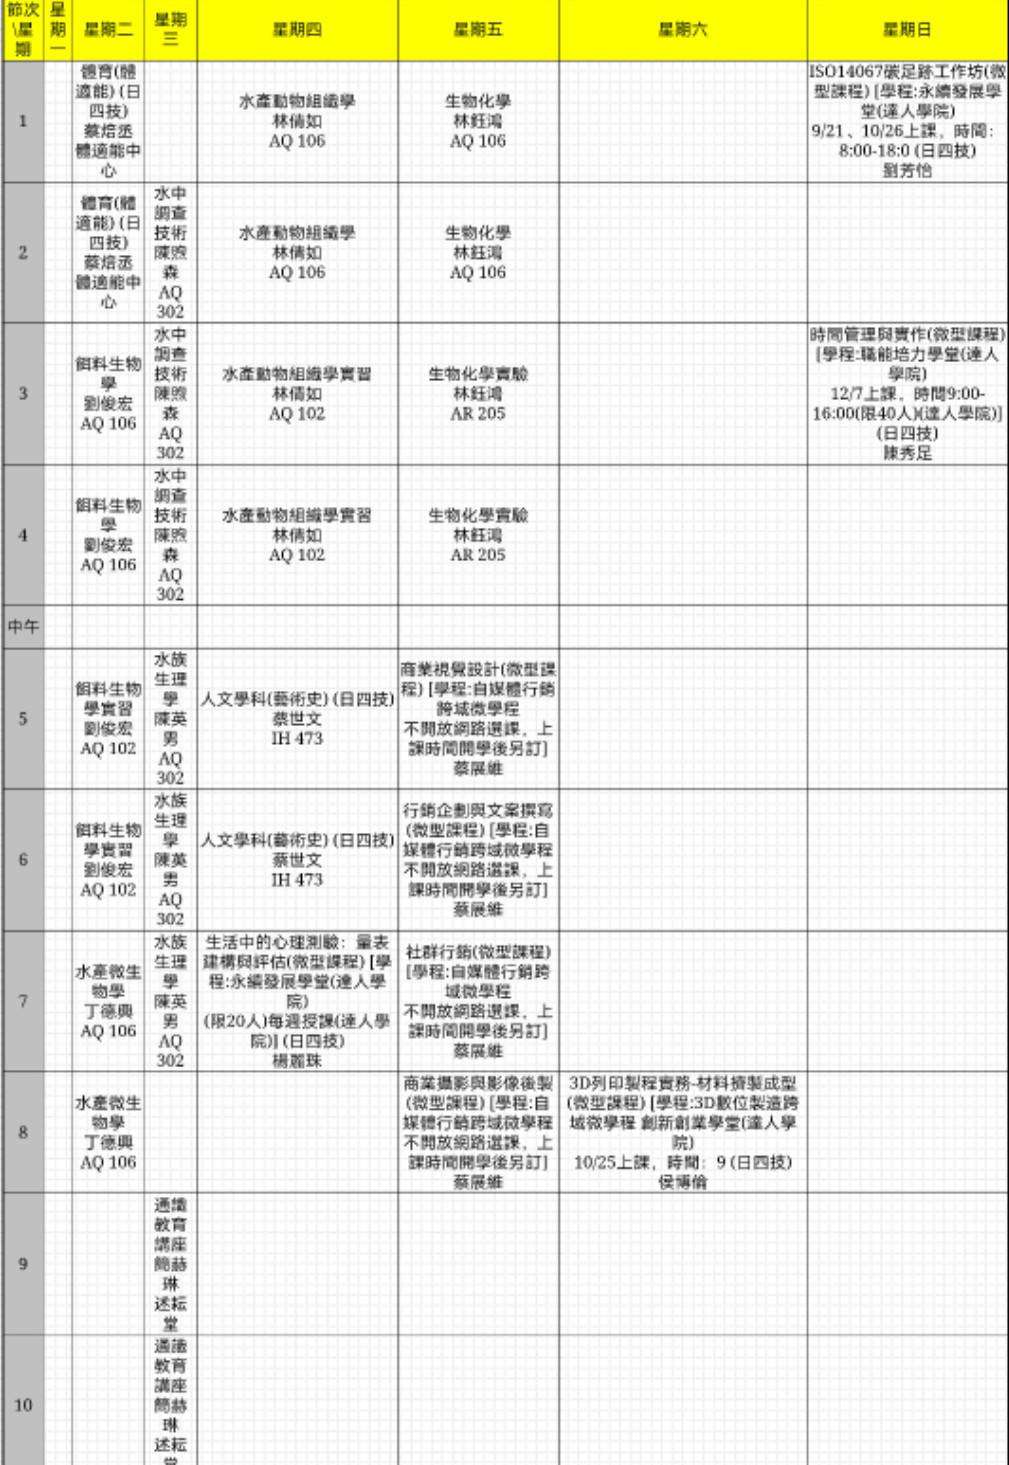 節次
\星
期
星
期
一
星期二
星期
三
星期四
星期五
星期六
星期日
1
體育(體
適能) (日
四技)
蔡焙丞
體適能中
心
水產動物組織學
林倩如
AQ 106
生物化學
林鈺鴻
AQ 106
ISO14067碳足跡工作坊(微
型課程) [學程:永續發展學
堂(達人學院)
9/21、10/26上課，時間：
8:00-18:0 (日四技)
劉芳怡
2
體育(體
適能) (日
四技)
蔡焙丞
體適能中
心
水中
調查
技術
陳煦
森
AQ
302
水產動物組織學
林倩如
AQ 106
生物化學
林鈺鴻
AQ 106
3
餌料生物
學
劉俊宏
AQ 106
水中
調查
技術
陳煦
森
AQ
302
水產動物組織學實習
林倩如
AQ 102
生物化學實驗
林鈺鴻
AR 205
時間管理與實作(微型課程)
[學程:職能培力學堂(達人
學院)
12/7上課，時間9:00-
16:00(限40人)(達人學院)]
(日四技)
陳秀足
4
餌料生物
學
劉俊宏
AQ 106
水中
調查
技術
陳煦
森
AQ
302
水產動物組織學實習
林倩如
AQ 102
生物化學實驗
林鈺鴻
AR 205
中午
5
餌料生物
學實習
劉俊宏
AQ 102
水族
生理
學
陳英
男
AQ
302
人文學科(藝術史) (日四技)
蔡世文
IH 473
商業視覺設計(微型課
程) [學程:自媒體行銷
跨域微學程
不開放網路選課，上
課時間開學後另訂]
蔡展維
6
餌料生物
學實習
劉俊宏
AQ 102
水族
生理
學
陳英
男
AQ
302
人文學科(藝術史) (日四技)
蔡世文
IH 473
行銷企劃與文案撰寫
(微型課程) [學程:自
媒體行銷跨域微學程
不開放網路選課，上
課時間開學後另訂]
蔡展維
7
水產微生
物學
丁德興
AQ 106
水族
生理
學
陳英
男
AQ
302
生活中的心理測驗：量表
建構與評估(微型課程) [學
程:永續發展學堂(達人學
院)
(限20人)每週授課(達人學
院)] (日四技)
楊麗珠
社群行銷(微型課程)
[學程:自媒體行銷跨
域微學程
不開放網路選課，上
課時間開學後另訂]
蔡展維
8
水產微生
物學
丁德興
AQ 106
商業攝影與影像後製
(微型課程) [學程:自
媒體行銷跨域微學程
不開放網路選課，上
課時間開學後另訂]
蔡展維
3D列印製程實務-材料擠製成型
(微型課程) [學程:3D數位製造跨
域微學程 創新創業學堂(達人學
院)
10/25上課，時間：9 (日四技)
侯博倫
9
通識
教育
講座
簡赫
琳
述耘
堂
10
通識
教育
講座
簡赫
琳
述耘
堂